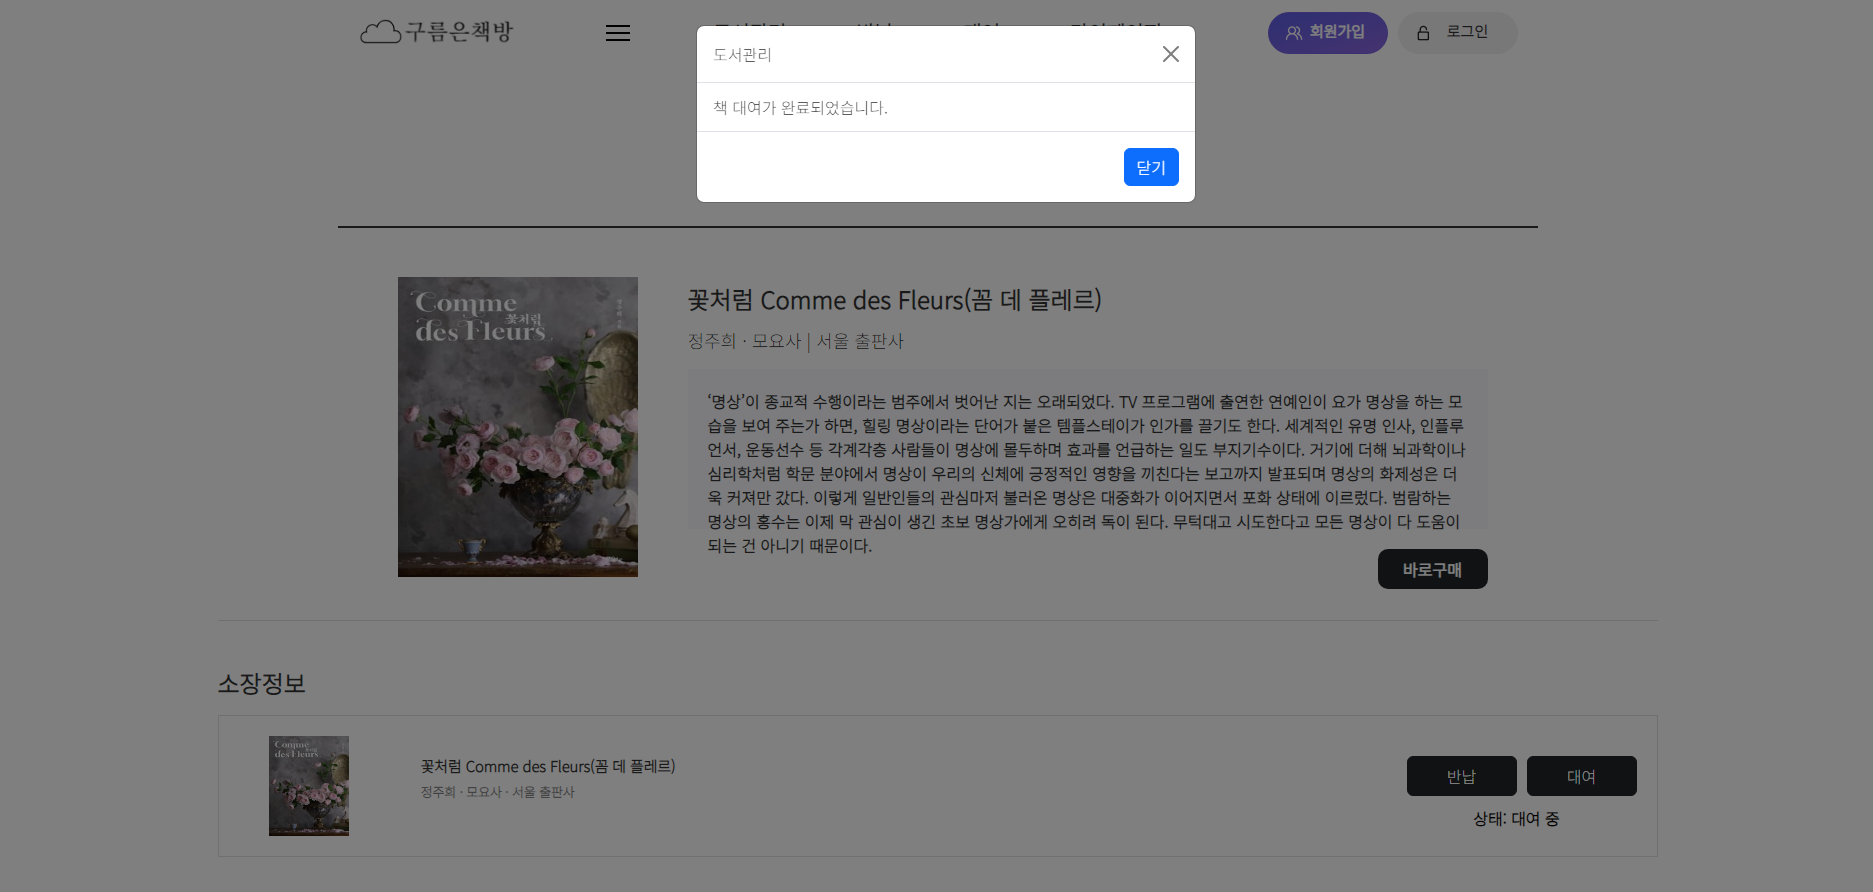 구름은책방
회원가입
로그인
도서관리
책 대여가 완료되었습니다.
닫기
Comme
꽃처럼
des Fleurs
꽃처럼 Comme des Fleurs(꼼 데 플레르)
정주희 · 모요사 | 서울 출판사
‘명상’이 종교적 수행이라는 범주에서 벗어난 지는 오래되었다. TV 프로그램에 출연한 연예인이 요가 명상을 하는 모
습을 보여 주는가 하면, 힐링 명상이라는 단어가 붙은 템플스테이가 인가를 끌기도 한다. 세계적인 유명 인사, 인플루
언서, 운동선수 등 각계각층 사람들이 명상에 몰두하며 효과를 언급하는 일도 부지기수이다. 거기에 더해 뇌과학이나
심리학처럼 학문 분야에서 명상이 우리의 신체에 긍정적인 영향을 끼친다는 보고까지 발표되며 명상의 화제성은 더
욱 커져만 갔다. 이렇게 일반인들의 관심마저 불러온 명상은 대중화가 이어지면서 포화 상태에 이르렀다. 범람하는
명상의 홍수는 이제 막 관심이 생긴 초보 명상가에게 오히려 독이 된다. 무턱대고 시도한다고 모든 명상이 다 도움이
되는 건 아니기 때문이다.
바로구매
소장정보
Comme
des Fleurs
꽃처럼 Comme des Fleurs(꼼 데 플레르)
정주희 · 모요사 · 서울 출판사
반납
대여
상태: 대여 중